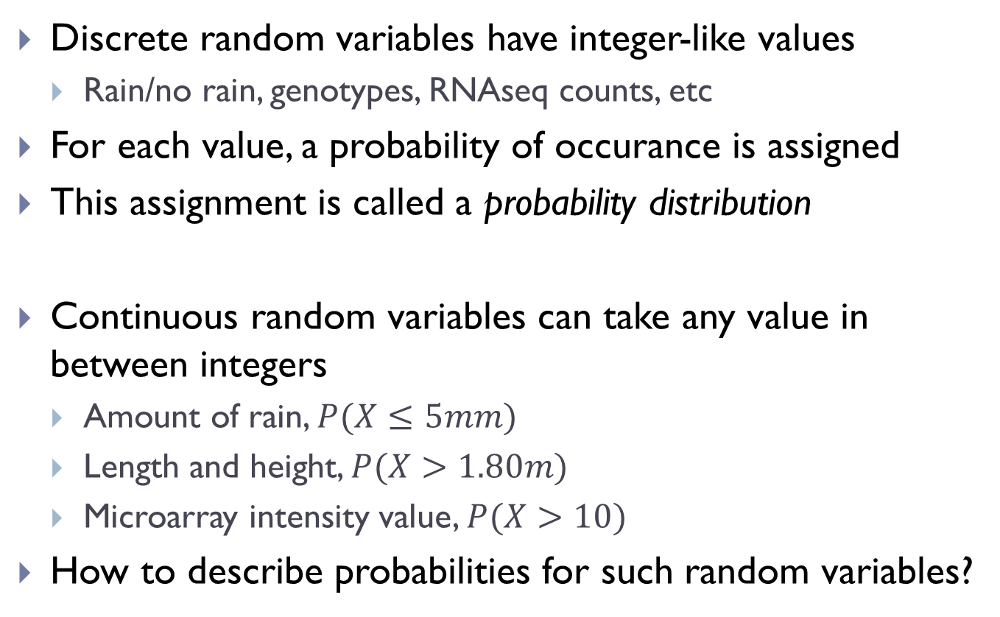 Discrete random variables have integer-like values
Rain/no rain, genotypes, RNAseq counts, etc
For each value, a probability of occurance is assigned
This assignment is called a probability distribution
Continuous random variables can take any value in
between integers
Amount of rain, P(X ≤ 5mm)
Length and height, P(X > 1.80m)
Microarray intensity value, P(X > 10)
How to describe probabilities for such random variables?